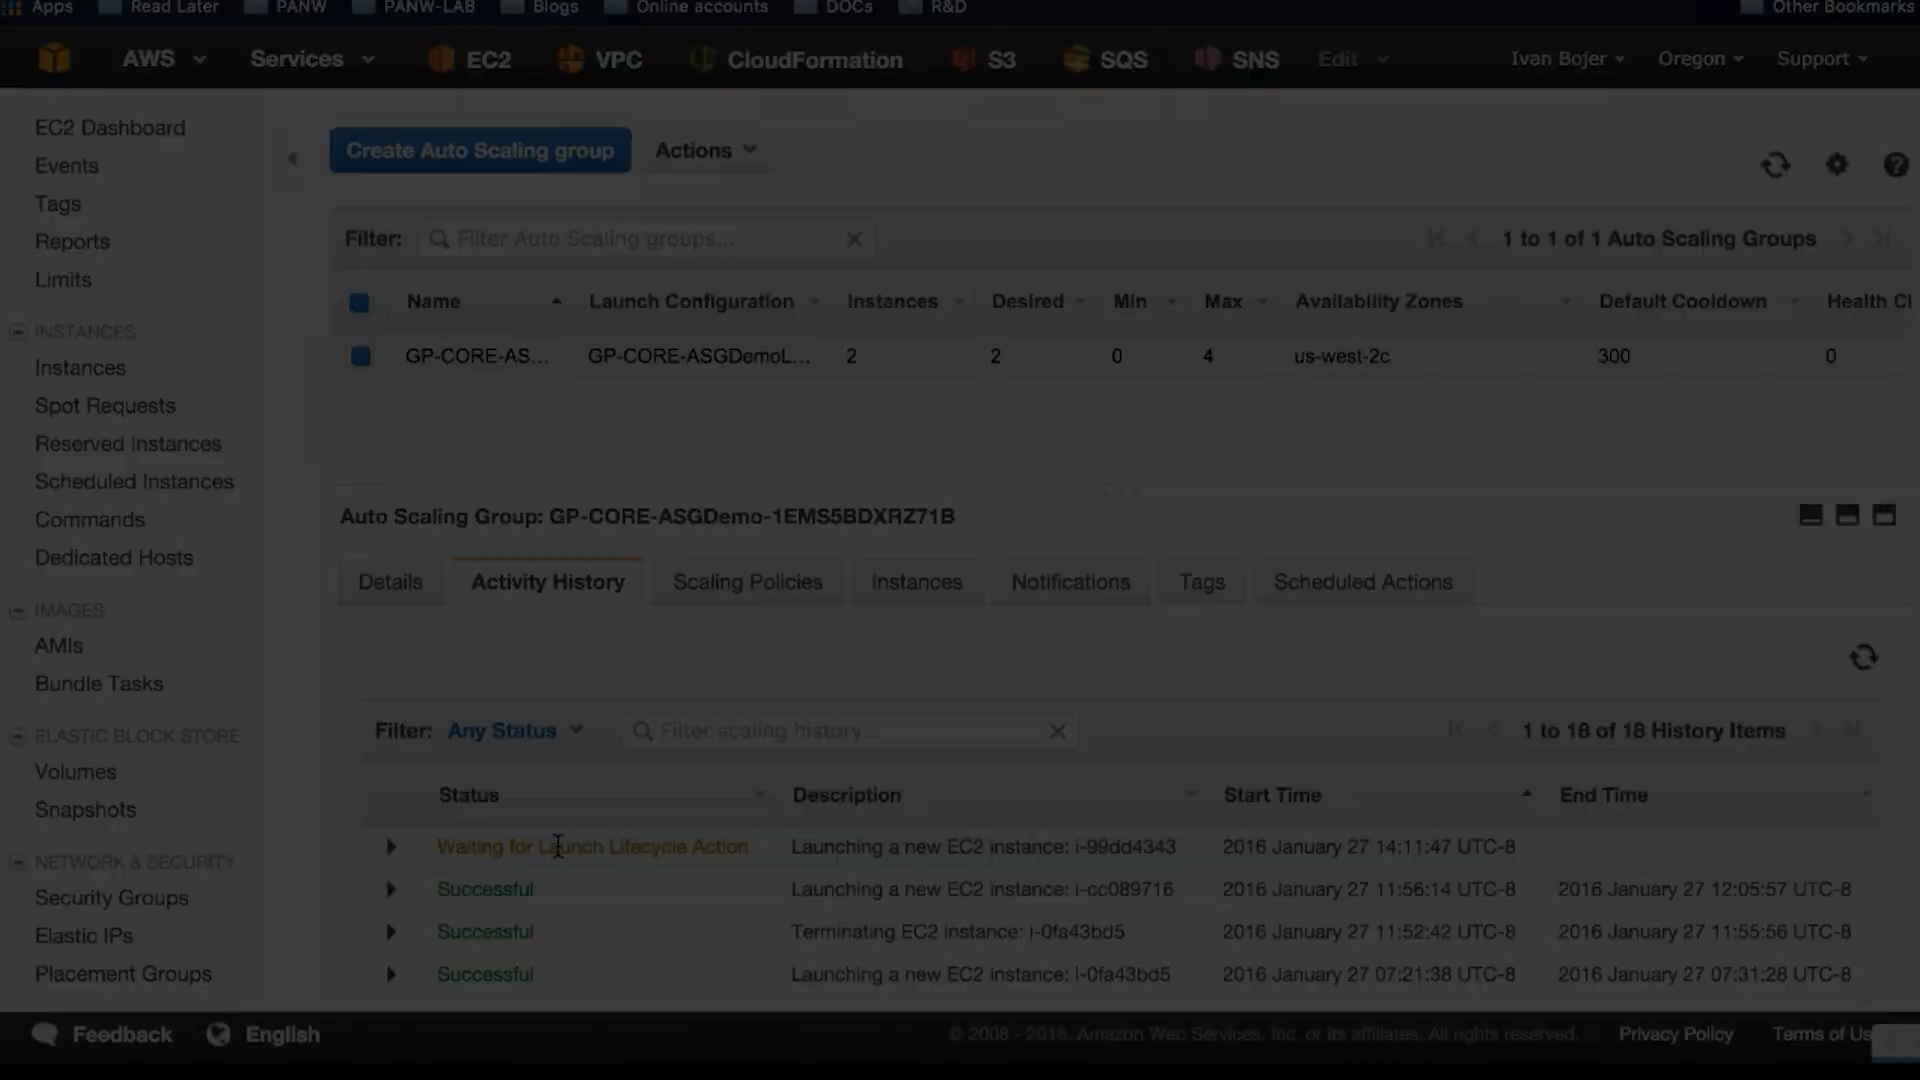 Apps Read Later PANW PANW-LAB Blogs Online accounts DOCs R&D Other Bookmarks
AWS Services EC2 VPC CloudFormation S3 SQS SNS Edit Ivan Bojer Oregon Support
EC2 Dashboard
Events
Tags
Reports
Limits
INSTANCES
Instances
Spot Requests
Reserved Instances
Scheduled Instances
Commands
Dedicated Hosts
IMAGES
AMIs
Bundle Tasks
ELASTIC BLOCK STORE
Volumes
Snapshots
NETWORK & SECURITY
Security Groups
Elastic IPs
Placement Groups
Create Auto Scaling group Actions
Filter: Filter Auto Scaling groups... 1 to 1 of 1 Auto Scaling Groups
Name Launch Configuration Instances Desired Min Max Availability Zones Default Cooldown Health Cl
GP-CORE-AS... GP-CORE-ASGDemoL... 2 2 0 4 us-west-2c 300 0
Auto Scaling Group: GP-CORE-ASGDemo-1EMS5BDXRZ71B
Details Activity History Scaling Policies Instances Notifications Tags Scheduled Actions
Filter: Any Status Filter scaling history... 1 to 18 of 18 History Items
Status Description Start Time End Time
Waiting for Launch Lifecycle Action Launching a new EC2 instance: i-99dd4343 2016 January 27 14:11:47 UTC-8
Successful Launching a new EC2 instance: i-cc089716 2016 January 27 11:56:14 UTC-8 2016 January 27 12:05:57 UTC-8
Successful Terminating EC2 instance: i-0fa43bd5 2016 January 27 11:52:42 UTC-8 2016 January 27 11:55:56 UTC-8
Successful Launching a new EC2 instance: i-0fa43bd5 2016 January 27 07:21:38 UTC-8 2016 January 27 07:31:28 UTC-8
Feedback English © 2008 - 2016, Amazon Web Services, Inc. or its affiliates. All rights reserved. Privacy Policy Terms of Us